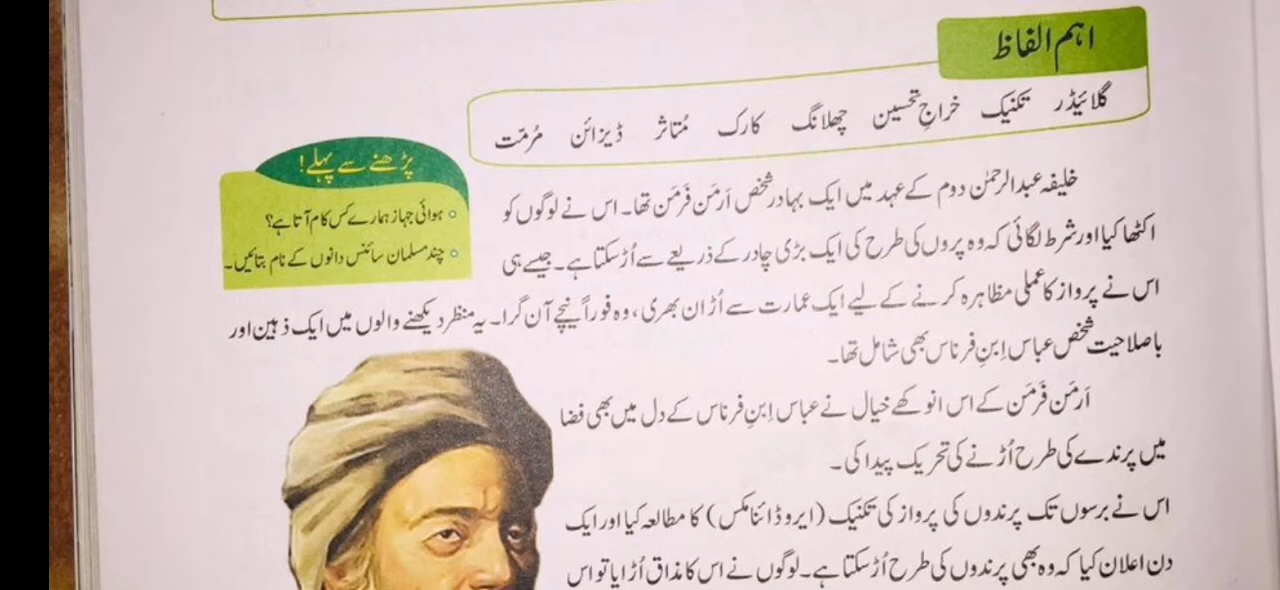 اہم الفاظ
گلائیڈر تکنیک خراجِ تحسین چھلانگ کارک مُتاثر ڈیزائن مُرمّت
پڑھنے سے پہلے!
ہوائی جہاز ہمارے کس کام آتا ہے؟
چند مسلمان سائنس دانوں کے نام بتائیں۔
خلیفہ عبدالرحمٰن دوم کے عہد میں ایک بہادر شخص اَرمَن فَرمَن تھا۔ اس نے لوگوں کو
اکٹھا کیا اور شرط لگائی کہ وہ پروں کی طرح کی ایک بڑی چادر کے ذریعے سے اُڑ سکتا ہے۔ جیسے ہی
اس نے پرواز کا عملی مظاہرہ کرنے کے لیے ایک عمارت سے اُڑان بھری، وہ فوراً نیچے آن گرا۔ یہ منظر دیکھنے والوں میں ایک ذہین اور
باصلاحیت شخص عباس اِبنِ فرناس بھی شامل تھا۔
اَرمَن فَرمَن کے اس انوکھے خیال نے عباس اِبنِ فرناس کے دل میں بھی فضا
میں پرندے کی طرح اُڑنے کی تحریک پیدا کی۔
اس نے برسوں تک پرندوں کی پرواز کی تکنیک (ایروڈائنامکس) کا مطالعہ کیا اور ایک
دن اعلان کیا کہ وہ بھی پرندوں کی طرح اُڑ سکتا ہے۔ لوگوں نے اس کا مذاق اُڑایا تو اس